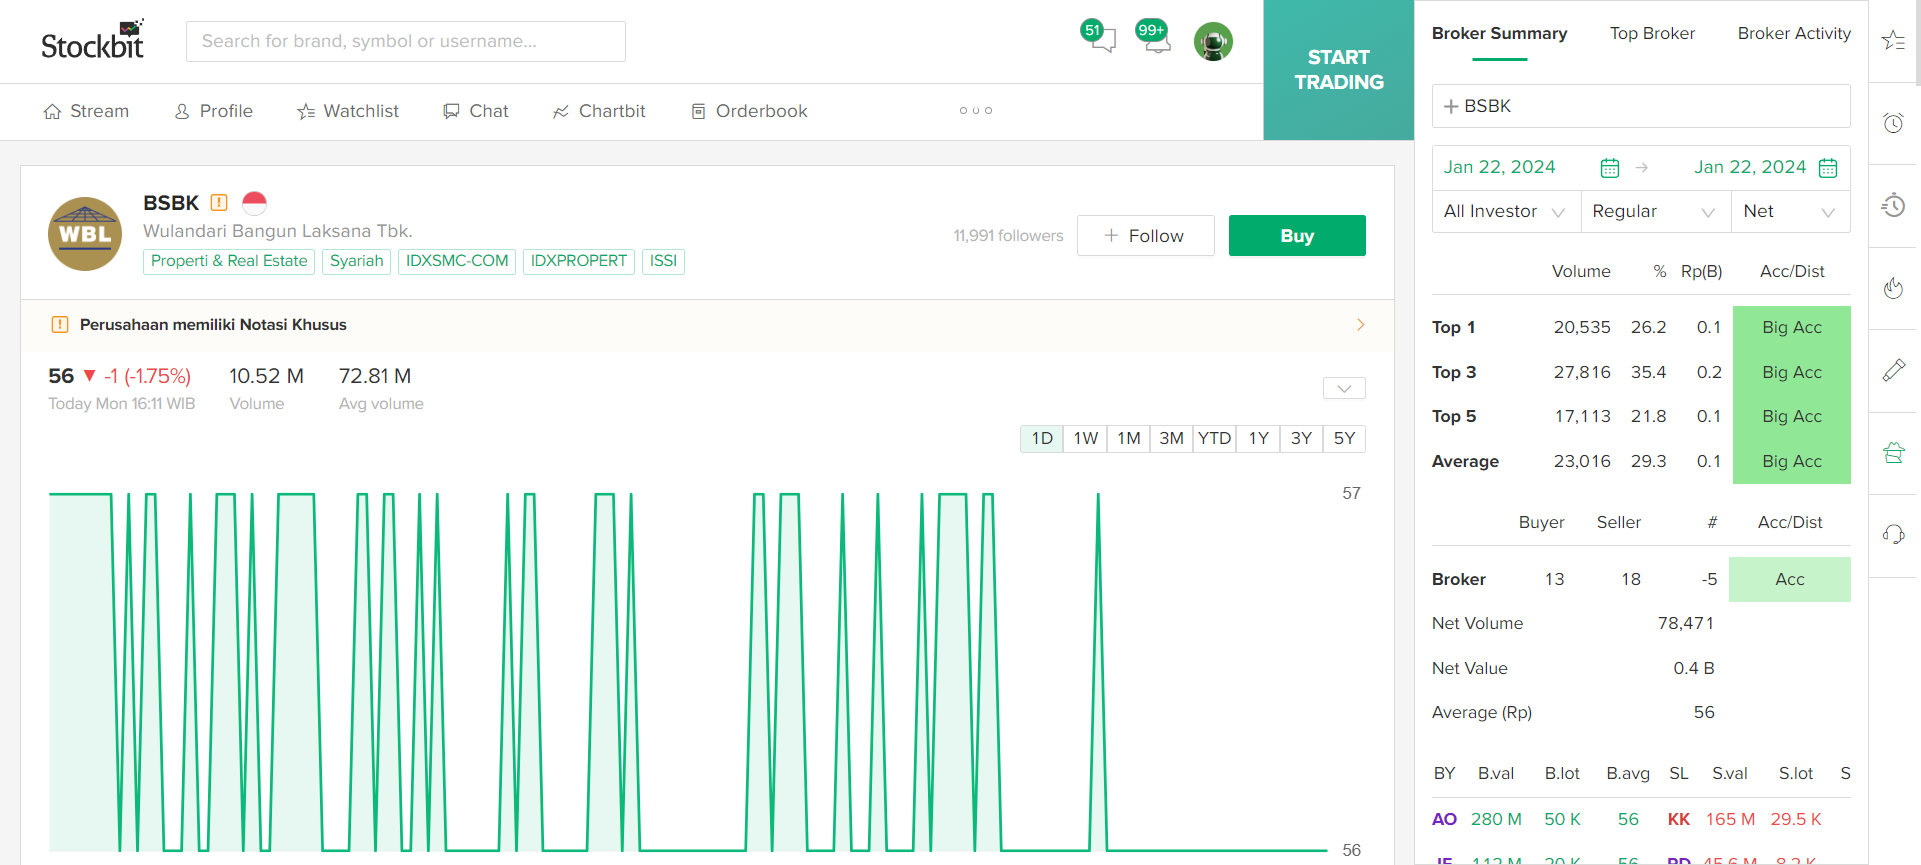 Stockbit
Search for brand, symbol or username...
51
99+
START
TRADING
Stream
Profile
Watchlist
Chat
Chartbit
Orderbook
WBL
BSBK
Wulandari Bangun Laksana Tbk.
Properti & Real Estate
Syariah
IDXSMC-COM
IDXPROPERT
ISSI
11,991 followers
+ Follow
Buy
Perusahaan memiliki Notasi Khusus
56 ▼ -1 (-1.75%)
Today Mon 16:11 WIB
10.52 M
Volume
72.81 M
Avg volume
1D 1W 1M 3M YTD 1Y 3Y 5Y
57
56
Broker Summary Top Broker Broker Activity
+ BSBK
Jan 22, 2024 → Jan 22, 2024
All Investor Regular Net
Volume % Rp(B) Acc/Dist
Top 1 20,535 26.2 0.1 Big Acc
Top 3 27,816 35.4 0.2 Big Acc
Top 5 17,113 21.8 0.1 Big Acc
Average 23,016 29.3 0.1 Big Acc
Buyer Seller # Acc/Dist
Broker 13 18 -5 Acc
Net Volume 78,471
Net Value 0.4 B
Average (Rp) 56
BY B.val B.lot B.avg SL S.val S.lot S
AO 280 M 50 K 56 KK 165 M 29.5 K